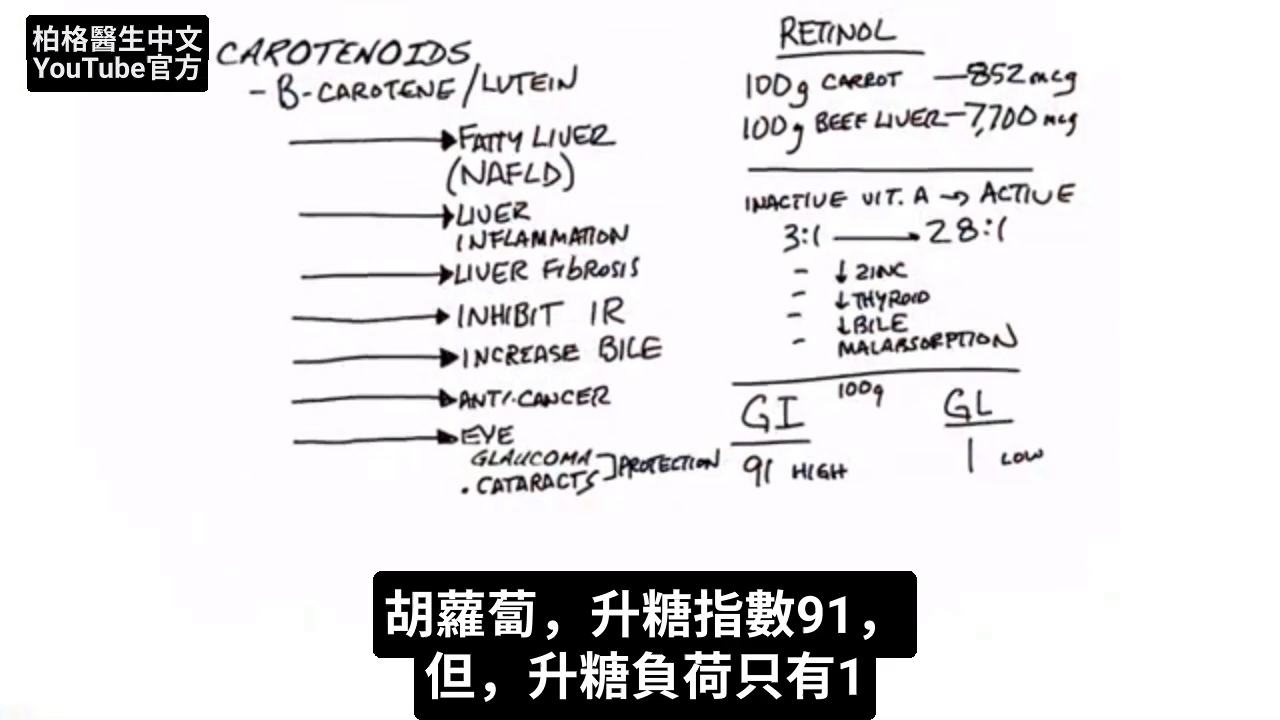 柏格醫生中文
YouTube官方
CAROTENOIDS
- B-CAROTENE/LUTEIN
FATTY LIVER
(NAFLD)
LIVER
INFLAMMATION
LIVER FIBROSIS
INHIBIT IR
INCREASE BILE
ANTI-CANCER
EYE
GLAUCOMA
• CATARACTS
PROTECTION
RETINOL
100g CARROT — 852 mcg
100g BEEF LIVER — 7,700 mcg
INACTIVE VIT. A → ACTIVE
3:1 → 28:1
- ↓ ZINC
- ↓ THYROID
- ↓ BILE
- MALABSORPTION
100g
GI GL
91 HIGH 1 LOW
胡蘿蔔，升糖指數91，
但，升糖負荷只有1